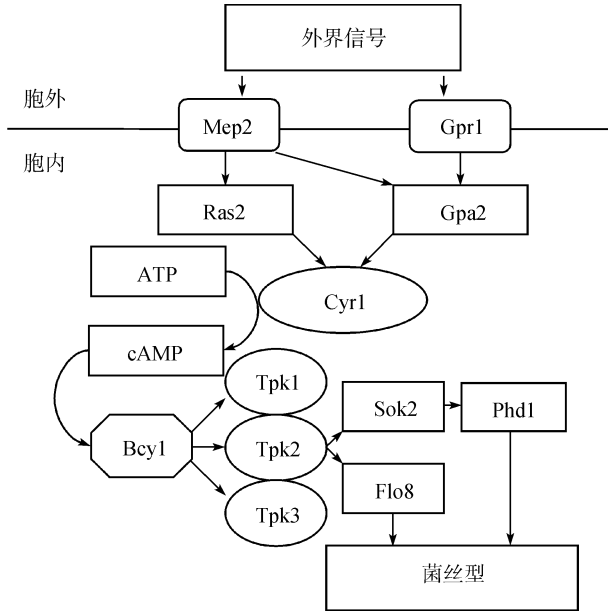 外界信号
胞外
Mep2
Gpr1
胞内
Ras2
Gpa2
ATP
Cyr1
cAMP
Tpk1
Sok2
Phd1
Bcy1
Tpk2
Flo8
Tpk3
菌丝型